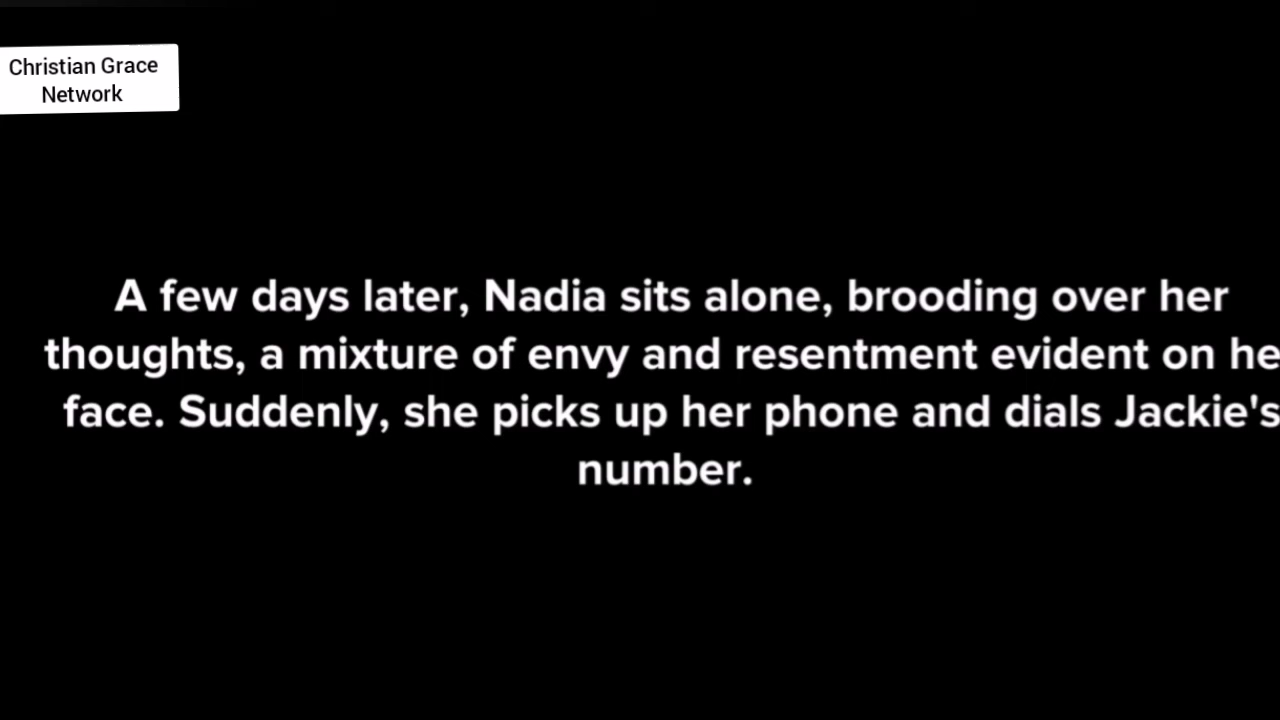 Christian Grace
Network
A few days later, Nadia sits alone, brooding over her
thoughts, a mixture of envy and resentment evident on he
face. Suddenly, she picks up her phone and dials Jackie's
number.